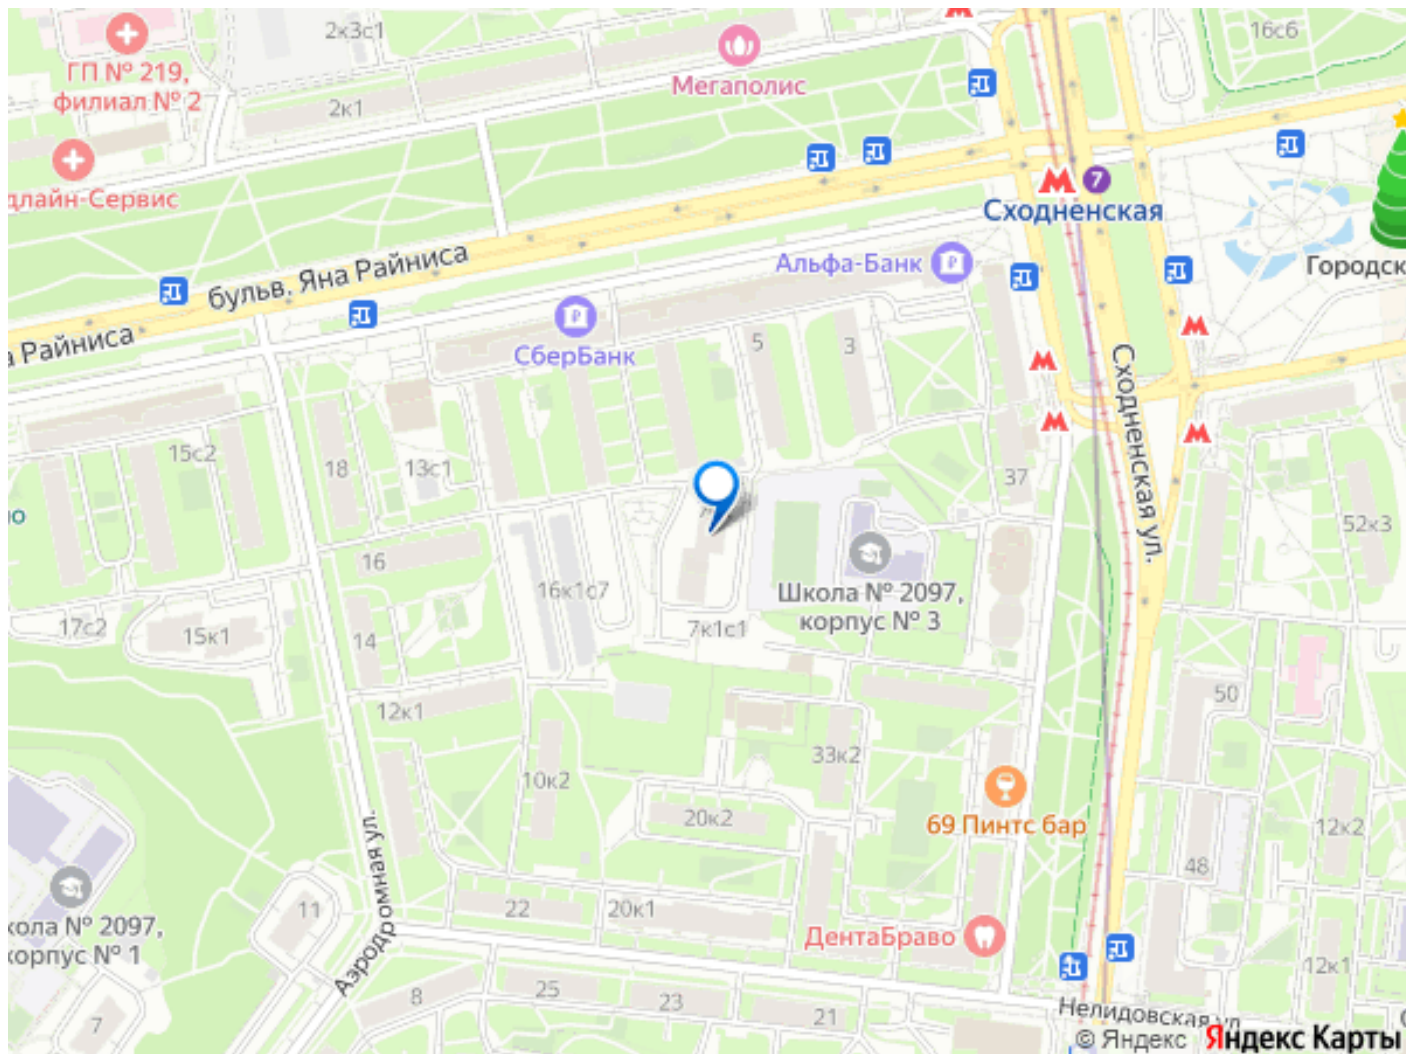 2к3с1
16с6
ГП № 219,
филиал № 2
Мегаполис
2к1
длайн-Сервис
7
Сходненская
Городск
Альфа-Банк
бульв. Яна Райниса
а Райниса
СберБанк
5
3
Сходненская ул.
15с2
18
13с1
37
52к3
16
16к1с7
Школа № 2097,
корпус № 3
17с2
15к1
14
7к1с1
50
12к1
33к2
10к2
20к2
69 Пинтс бар
12к2
48
Аэродромная ул.
11
22
20к1
кола № 2097,
корпус № 1
ДентаБраво
12к1
8
25
23
21
7
Нелидовская ул.
© Яндекс Яндекс Карты